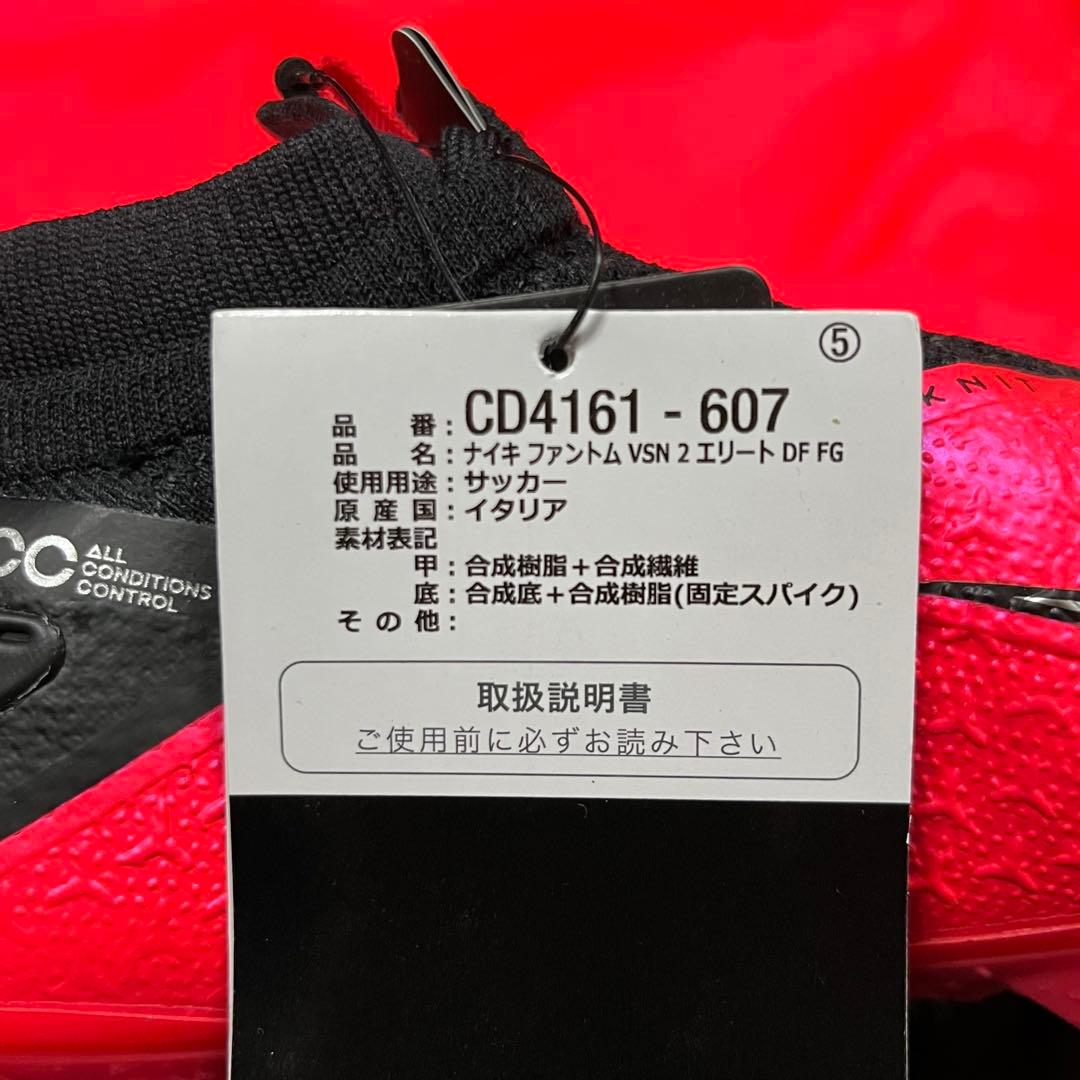 ⑤
品 番 : CD4161 - 607
品 名 : ナイキ ファントム VSN 2 エリート DF FG
使用用途 : サッカー
原 産 国 : イタリア
素材表記
甲 : 合成樹脂+合成繊維
底 : 合成底+合成樹脂(固定スパイク)
そ の 他 :
取扱説明書
ご使用前に必ずお読み下さい
CC
ALL
CONDITIONS
CONTROL
KNIT